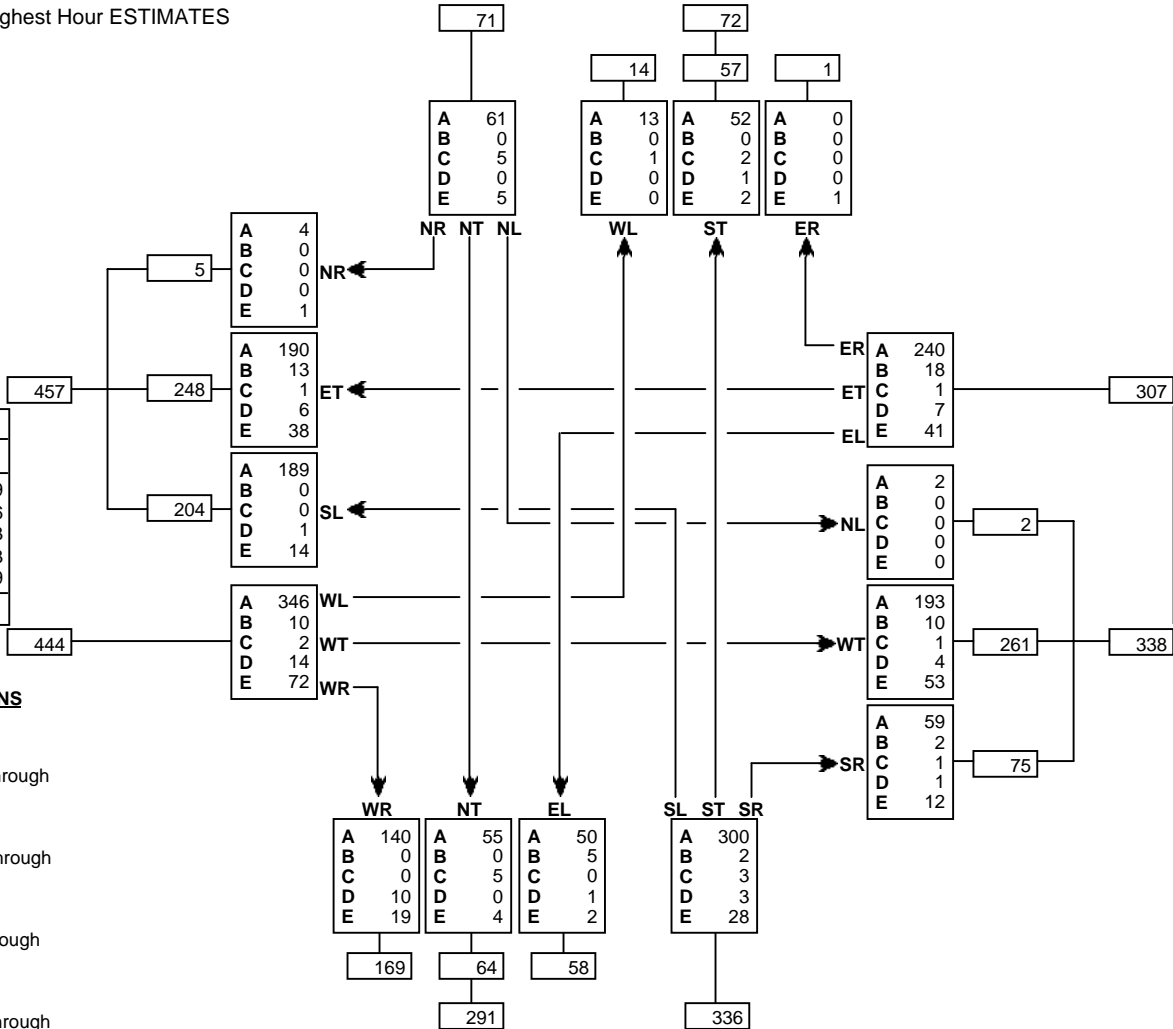 ghest Hour ESTIMATES
71
72
14
57
1
A 61
B 0
C 5
D 0
E 5
A 13
B 0
C 1
D 0
E 0
A 52
B 0
C 2
D 1
E 2
A 0
B 0
C 0
D 0
E 1
NR NT NL
WL
ST
ER
5
A 4
B 0
C 0
D 0
E 1
NR
457
248
A 190
B 13
C 1
D 6
E 38
ET
ER
ET
EL
A 240
B 18
C 1
D 7
E 41
307
204
A 189
B 0
C 0
D 1
E 14
SL
NL
A 2
B 0
C 0
D 0
E 0
2
444
A 346
B 10
C 2
D 14
E 72
WL
WT
WR
WT
A 193
B 10
C 1
D 4
E 53
261
338
NS
rough
SR
A 59
B 2
C 1
D 1
E 12
75
WR
NT
EL
SL ST SR
A 140
B 0
C 0
D 10
E 19
A 55
B 0
C 5
D 0
E 4
A 50
B 5
C 0
D 1
E 2
A 300
B 2
C 3
D 3
E 28
rough
ough
169
64
58
291
336
rough